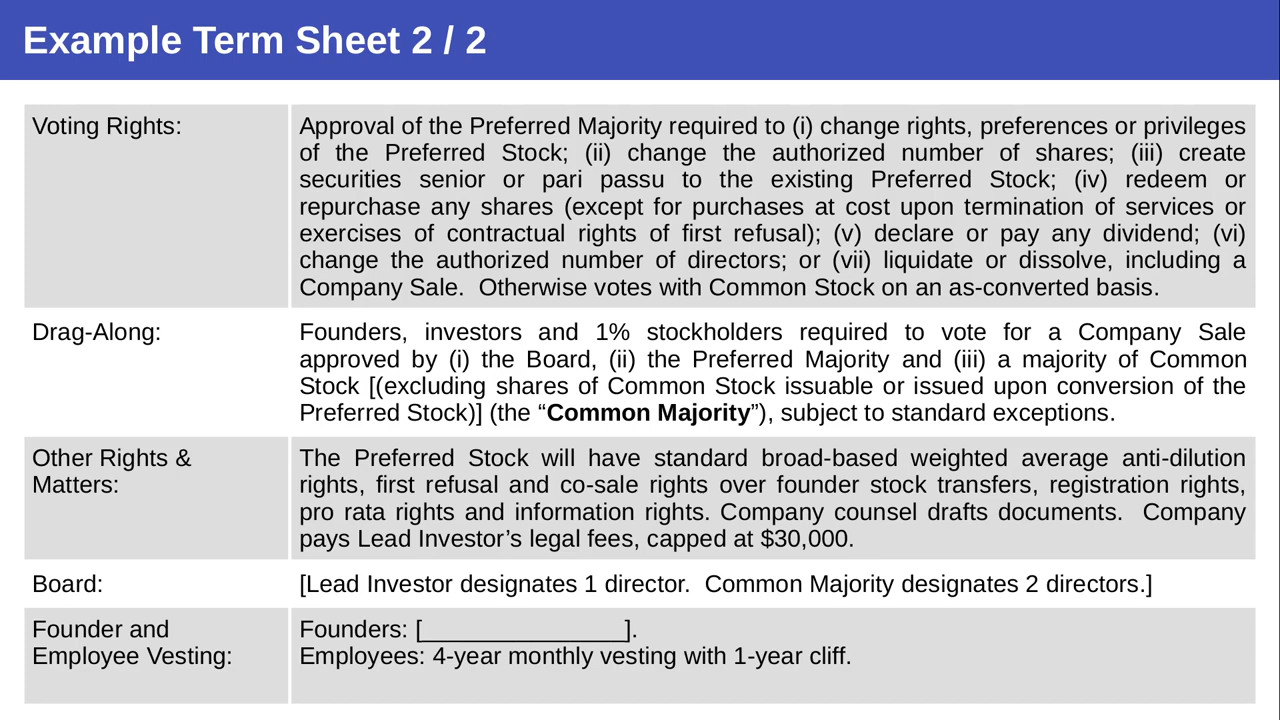 Example Term Sheet 2 / 2
Voting Rights:
Approval of the Preferred Majority required to (i) change rights, preferences or privileges
of the Preferred Stock; (ii) change the authorized number of shares; (iii) create
securities senior or pari passu to the existing Preferred Stock; (iv) redeem or
repurchase any shares (except for purchases at cost upon termination of services or
exercises of contractual rights of first refusal); (v) declare or pay any dividend; (vi)
change the authorized number of directors; or (vii) liquidate or dissolve, including a
Company Sale.  Otherwise votes with Common Stock on an as-converted basis.
Drag-Along:
Founders, investors and 1% stockholders required to vote for a Company Sale
approved by (i) the Board, (ii) the Preferred Majority and (iii) a majority of Common
Stock [(excluding shares of Common Stock issuable or issued upon conversion of the
Preferred Stock)] (the “Common Majority”), subject to standard exceptions.
Other Rights &
Matters:
The Preferred Stock will have standard broad-based weighted average anti-dilution
rights, first refusal and co-sale rights over founder stock transfers, registration rights,
pro rata rights and information rights. Company counsel drafts documents.  Company
pays Lead Investor’s legal fees, capped at $30,000.
Board:
[Lead Investor designates 1 director.  Common Majority designates 2 directors.]
Founder and
Employee Vesting:
Founders: [_______________].
Employees: 4-year monthly vesting with 1-year cliff.